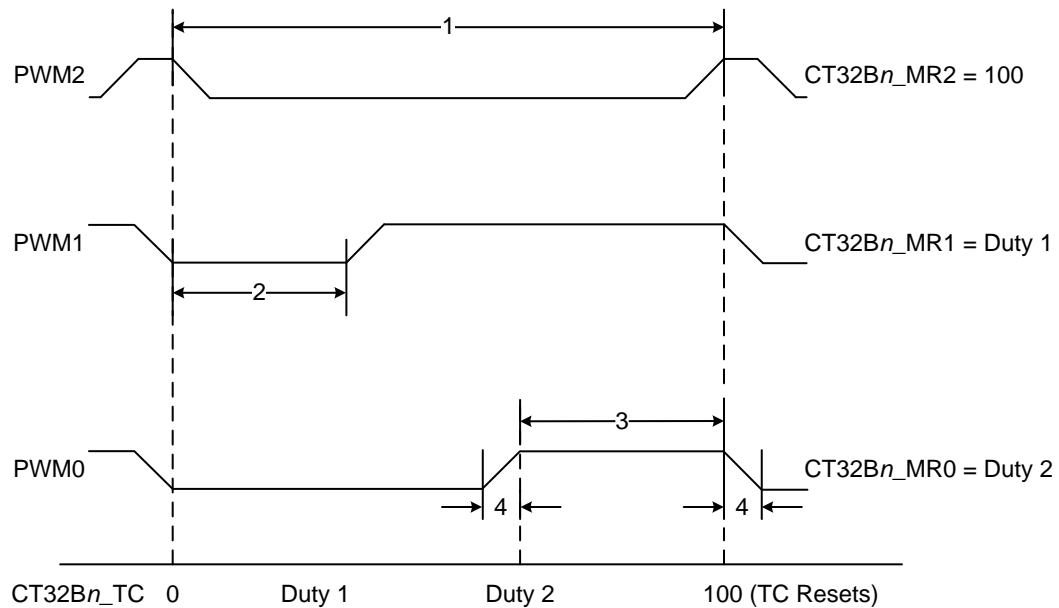 1
PWM2
CT32Bn_MR2 = 100
PWM1
CT32Bn_MR1 = Duty 1
2
3
PWM0
CT32Bn_MR0 = Duty 2
4
4
CT32Bn_TC 0 Duty 1 Duty 2 100 (TC Resets)